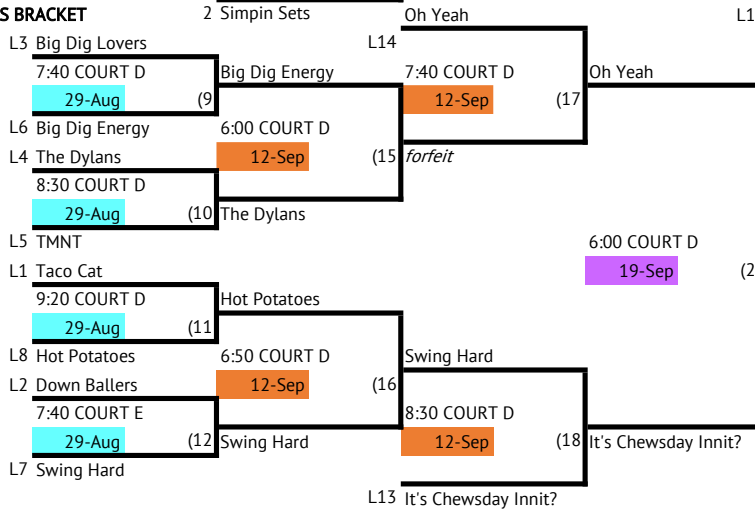 S BRACKET 2 Simpin Sets Oh Yeah L1
L3 Big Dig Lovers L14
7:40 COURT D Big Dig Energy 7:40 COURT D Oh Yeah
29-Aug (9 12-Sep (17
L6 Big Dig Energy 6:00 COURT D
L4 The Dylans 12-Sep (15 forfeit
8:30 COURT D
29-Aug (10 The Dylans
L5 TMNT 6:00 COURT D
L1 Taco Cat 19-Sep (2
9:20 COURT D Hot Potatoes
29-Aug (11
L8 Hot Potatoes 6:50 COURT D Swing Hard
L2 Down Ballers 12-Sep (16
7:40 COURT E 8:30 COURT D
29-Aug (12 Swing Hard 12-Sep (18 It's Chewsday Innit?
L7 Swing Hard
L13 It's Chewsday Innit?